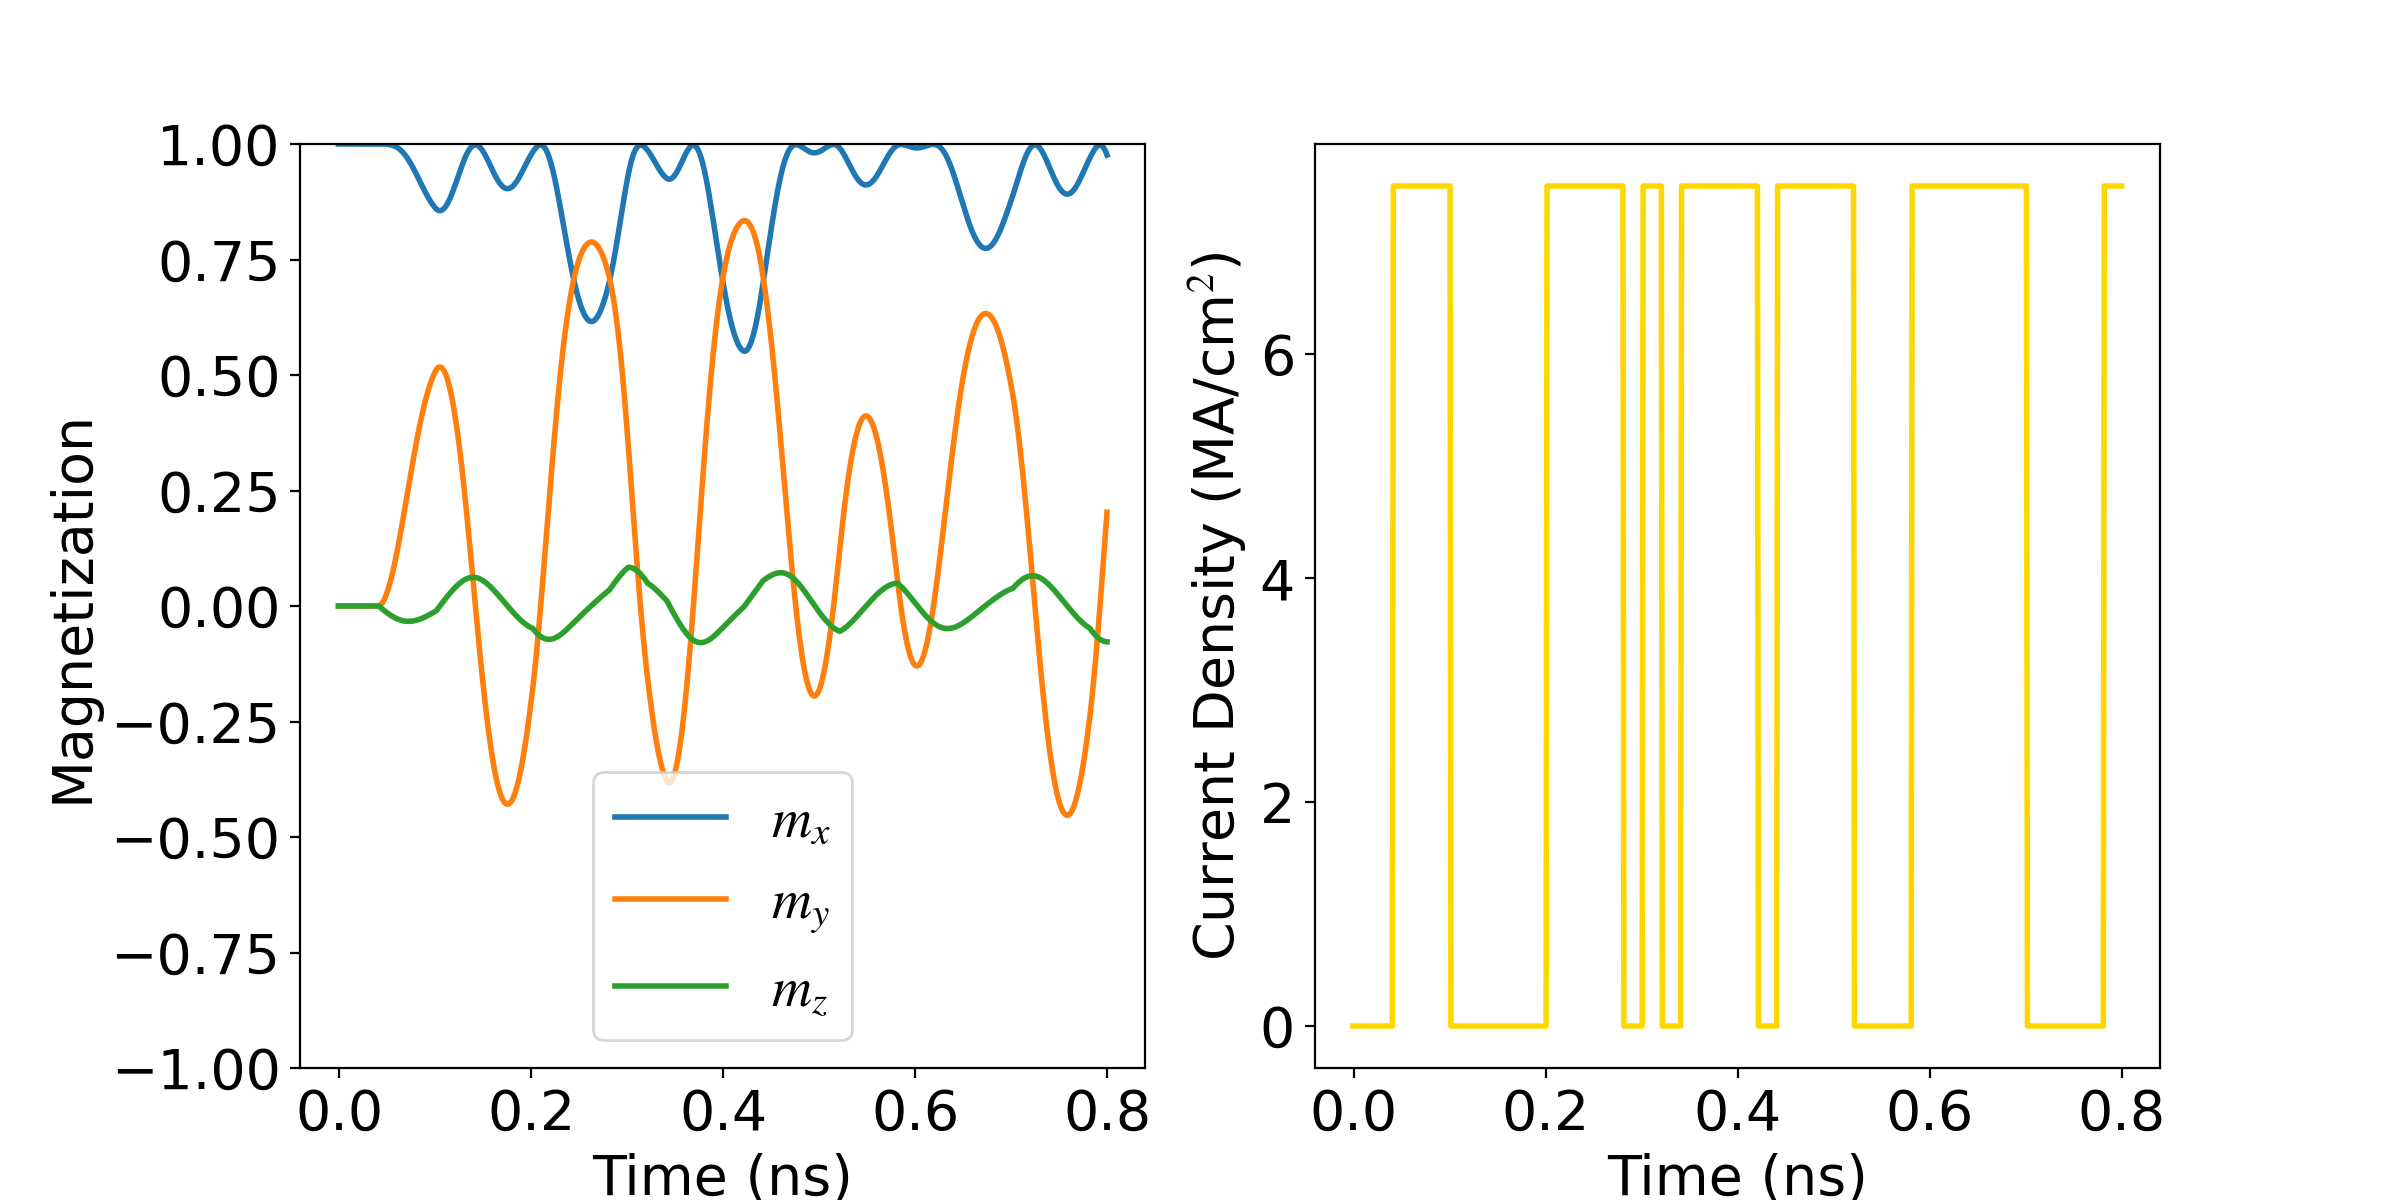 Magnetization
1.00
0.75
0.50
0.25
0.00
−0.25
−0.50
−0.75
−1.00
0.0 0.2 0.4 0.6 0.8
Time (ns)
m_x
m_y
m_z
Current Density (MA/cm²)
6
4
2
0
0.0 0.2 0.4 0.6 0.8
Time (ns)